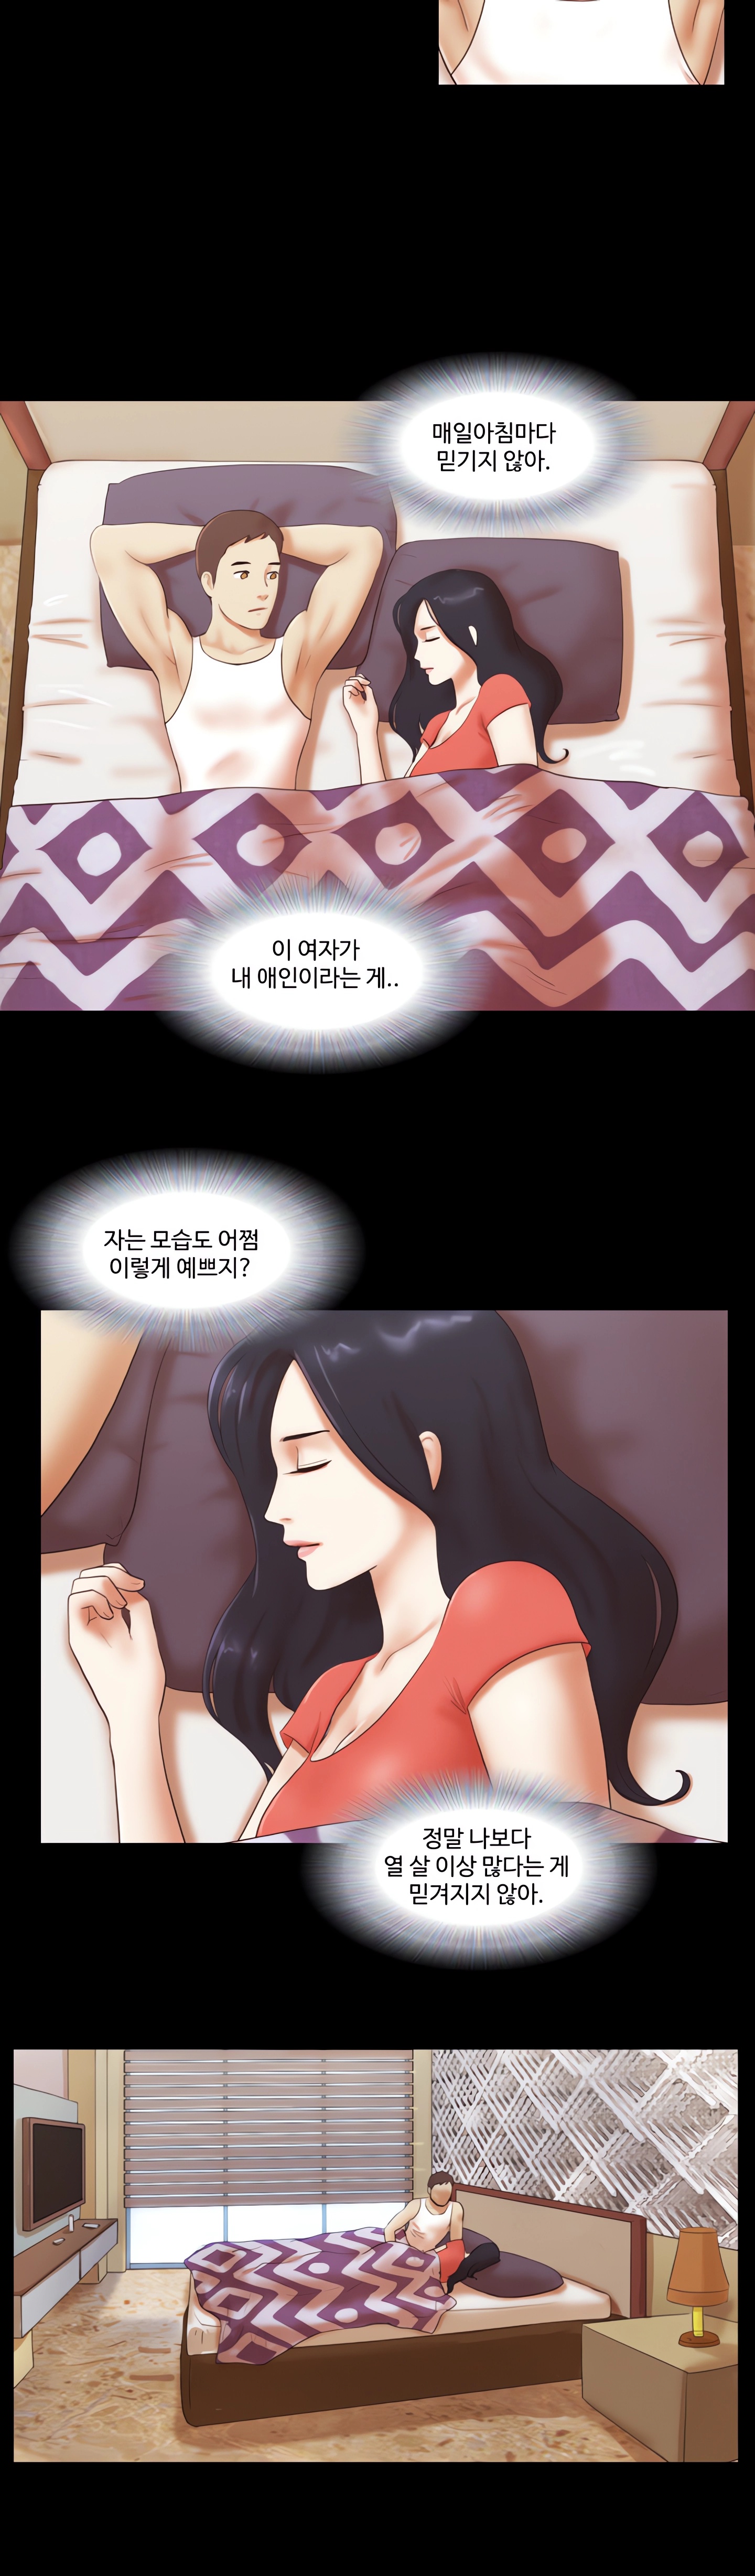 매일아침마다
믿기지 않아.
이 여자가
내 애인이라는 게..
자는 모습도 어쩜
이렇게 예쁘지?
정말 나보다
열 살 이상 많다는 게
믿겨지지 않아.